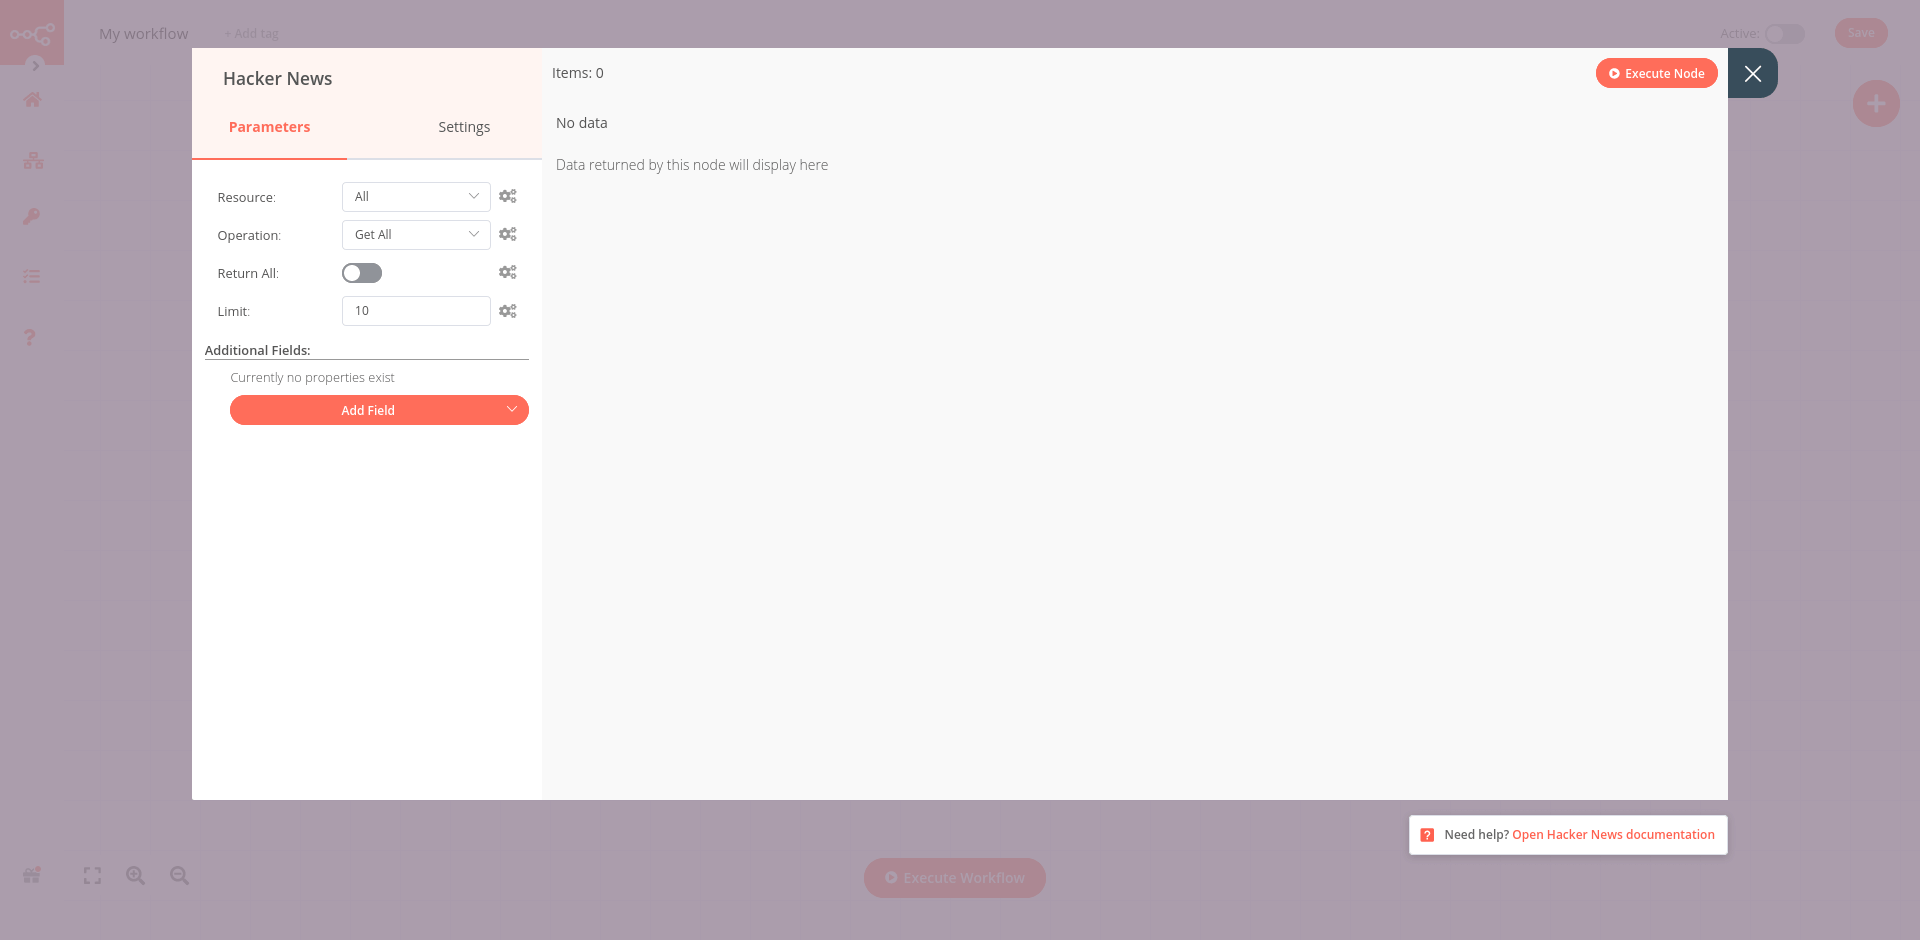 My workflow
+ Add tag
Active:
Save
Hacker News
Parameters
Settings
Resource:
All
Operation:
Get All
Return All:
Limit:
10
Additional Fields:
Currently no properties exist
Add Field
Items: 0
Execute Node
No data
Data returned by this node will display here
Need help? Open Hacker News documentation
Execute Workflow